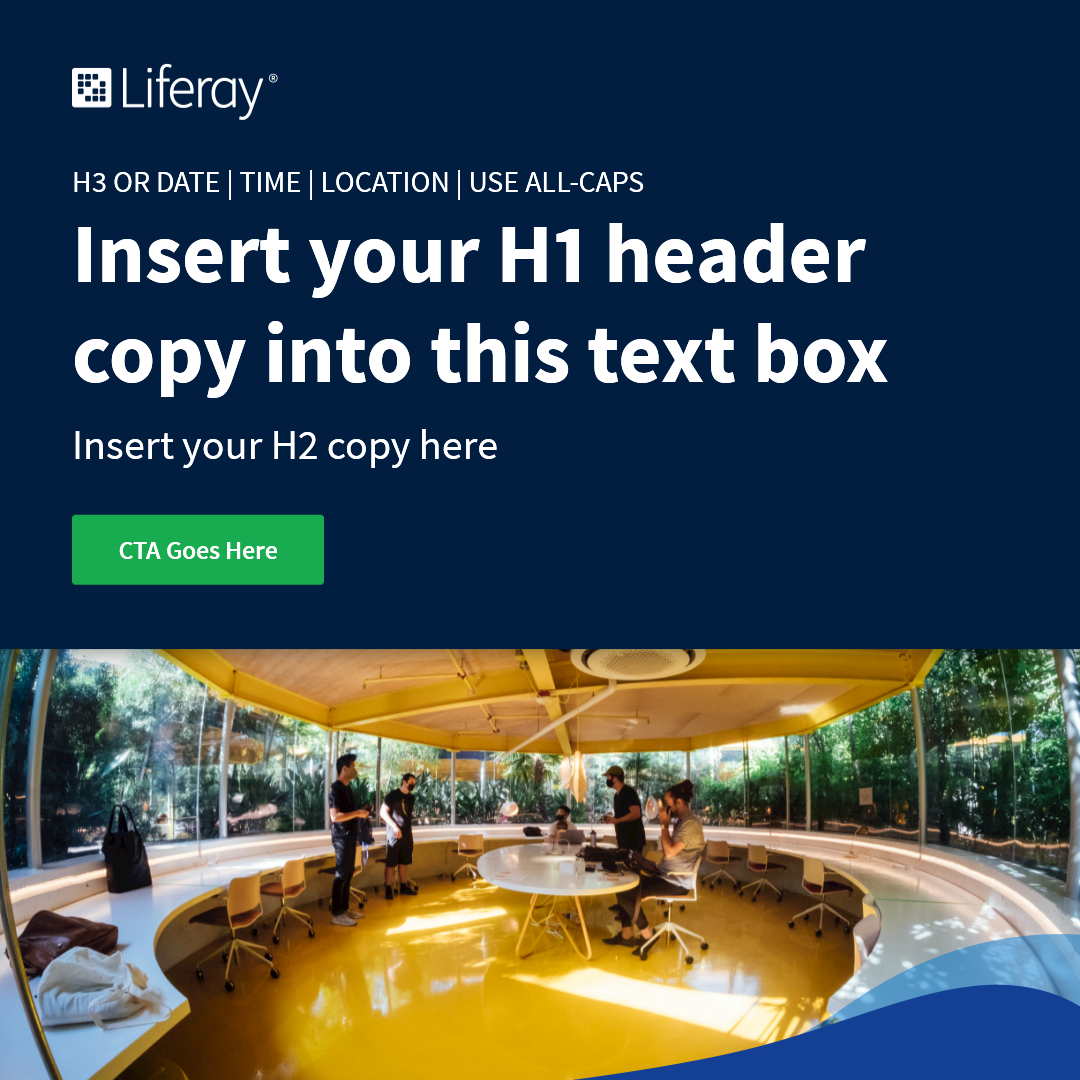 Liferay®
H3 OR DATE | TIME | LOCATION | USE ALL-CAPS
Insert your H1 header
copy into this text box
Insert your H2 copy here
CTA Goes Here